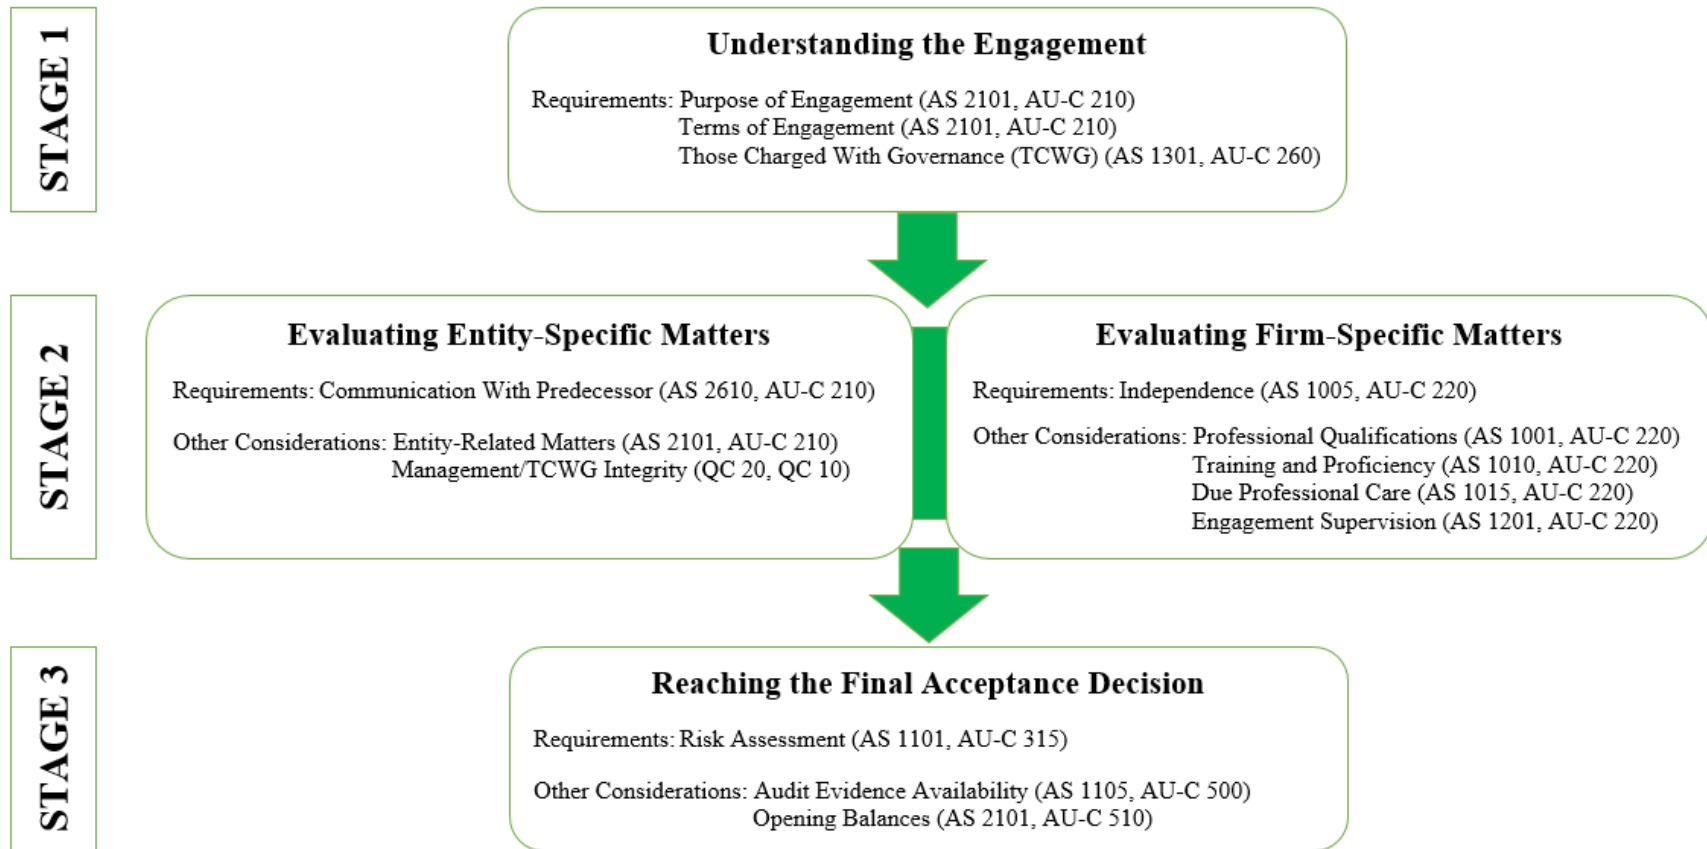 STAGE 1
Understanding the Engagement
Requirements: Purpose of Engagement (AS 2101, AU-C 210)
Terms of Engagement (AS 2101, AU-C 210)
Those Charged With Governance (TCWG) (AS 1301, AU-C 260)
STAGE 2
Evaluating Entity-Specific Matters
Requirements: Communication With Predecessor (AS 2610, AU-C 210)
Other Considerations: Entity-Related Matters (AS 2101, AU-C 210)
Management/TCWG Integrity (QC 20, QC 10)
Evaluating Firm-Specific Matters
Requirements: Independence (AS 1005, AU-C 220)
Other Considerations: Professional Qualifications (AS 1001, AU-C 220)
Training and Proficiency (AS 1010, AU-C 220)
Due Professional Care (AS 1015, AU-C 220)
Engagement Supervision (AS 1201, AU-C 220)
STAGE 3
Reaching the Final Acceptance Decision
Requirements: Risk Assessment (AS 1101, AU-C 315)
Other Considerations: Audit Evidence Availability (AS 1105, AU-C 500)
Opening Balances (AS 2101, AU-C 510)